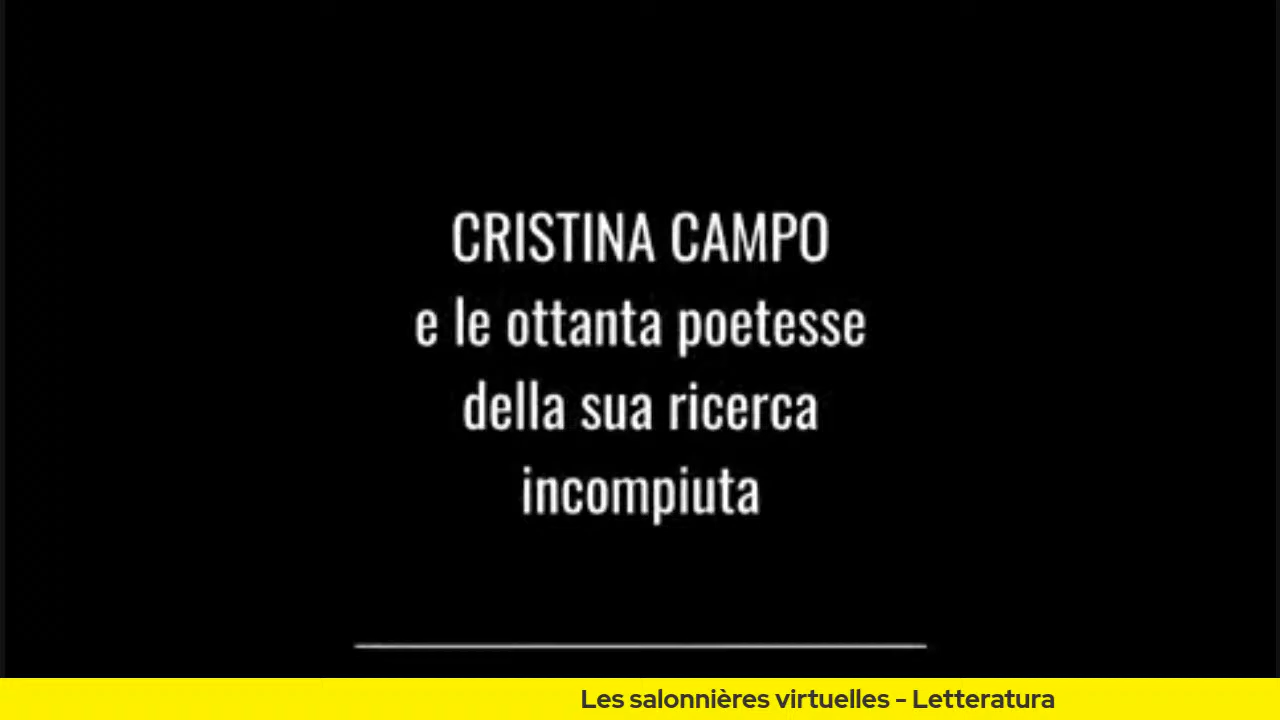 CRISTINA CAMPO
e le ottanta poetesse
della sua ricerca
incompiuta
Les salonnières virtuelles - Letteratura